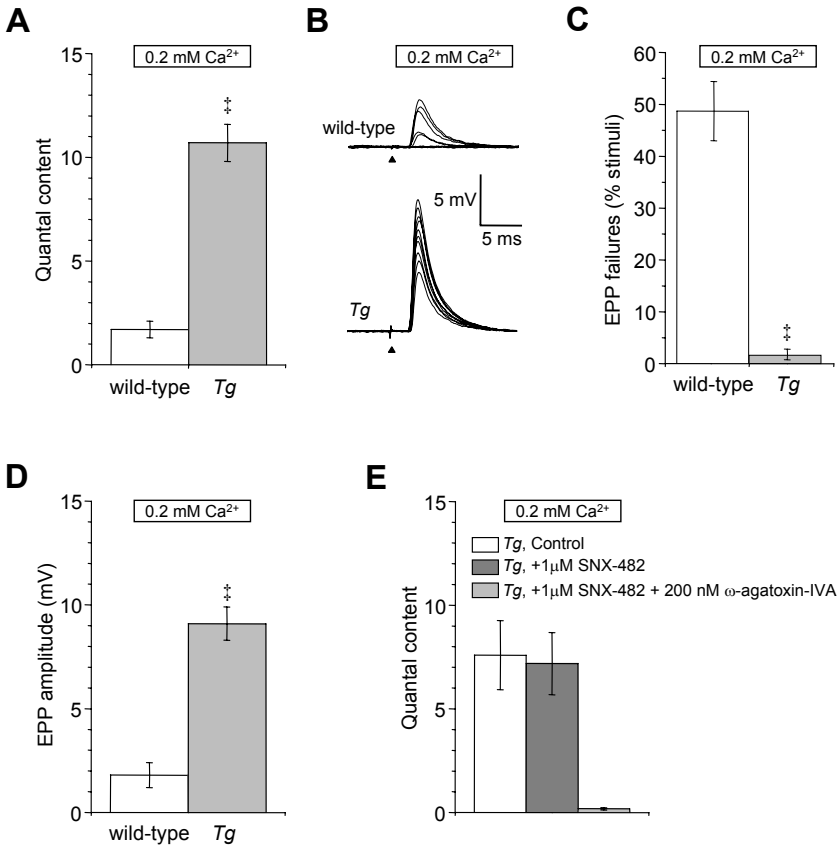 A
0.2 mM Ca²⁺
15
10
5
0
Quantal content
‡
wild-type
Tg
B
0.2 mM Ca²⁺
wild-type
5 mV
5 ms
Tg
C
0.2 mM Ca²⁺
60
50
40
30
20
10
0
EPP failures (% stimuli)
‡
wild-type
Tg
D
0.2 mM Ca²⁺
15
10
5
0
EPP amplitude (mV)
‡
wild-type
Tg
E
0.2 mM Ca²⁺
15
10
5
0
Quantal content
Tg, Control
Tg, +1μM SNX-482
Tg, +1μM SNX-482 + 200 nM ω-agatoxin-IVA